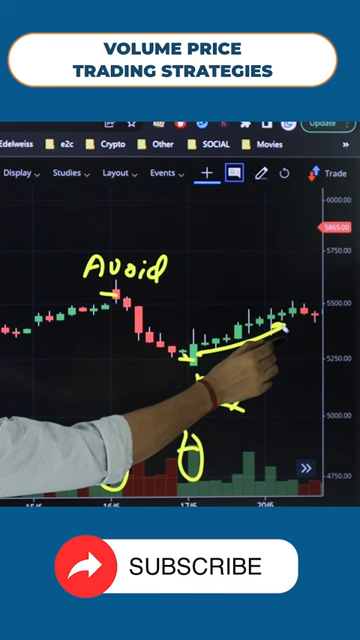 VOLUME PRICE
TRADING STRATEGIES
Update
Edelweiss
e2c
Crypto
Other
SOCIAL
Movies
Display
Studies
Layout
Events
Trade
6000.00
5865.00
5750.00
Avoid
5500.00
5250.00
5000.00
4750.00
15/6
16/6
17/6
20/6
SUBSCRIBE